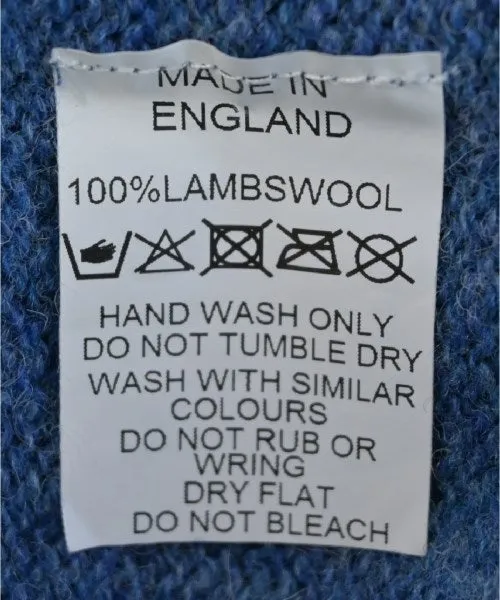 MADE IN
ENGLAND
100%LAMBSWOOL
HAND WASH ONLY
DO NOT TUMBLE DRY
WASH WITH SIMILAR
COLOURS
DO NOT RUB OR
WRING
DRY FLAT
DO NOT BLEACH